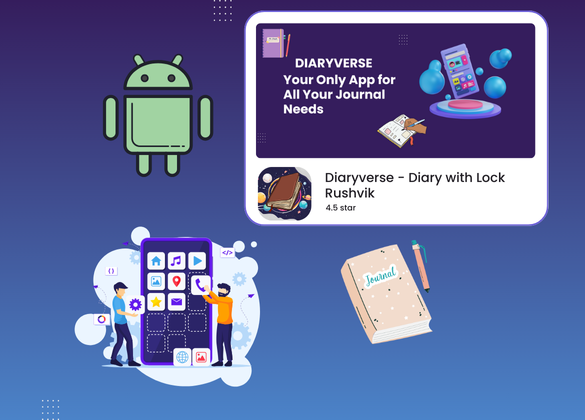 DIARYVERSE
Your Only App for
All Your Journal
Needs
Diaryverse - Diary with Lock
Rushvik
4.5 star
</>
{}
Journal